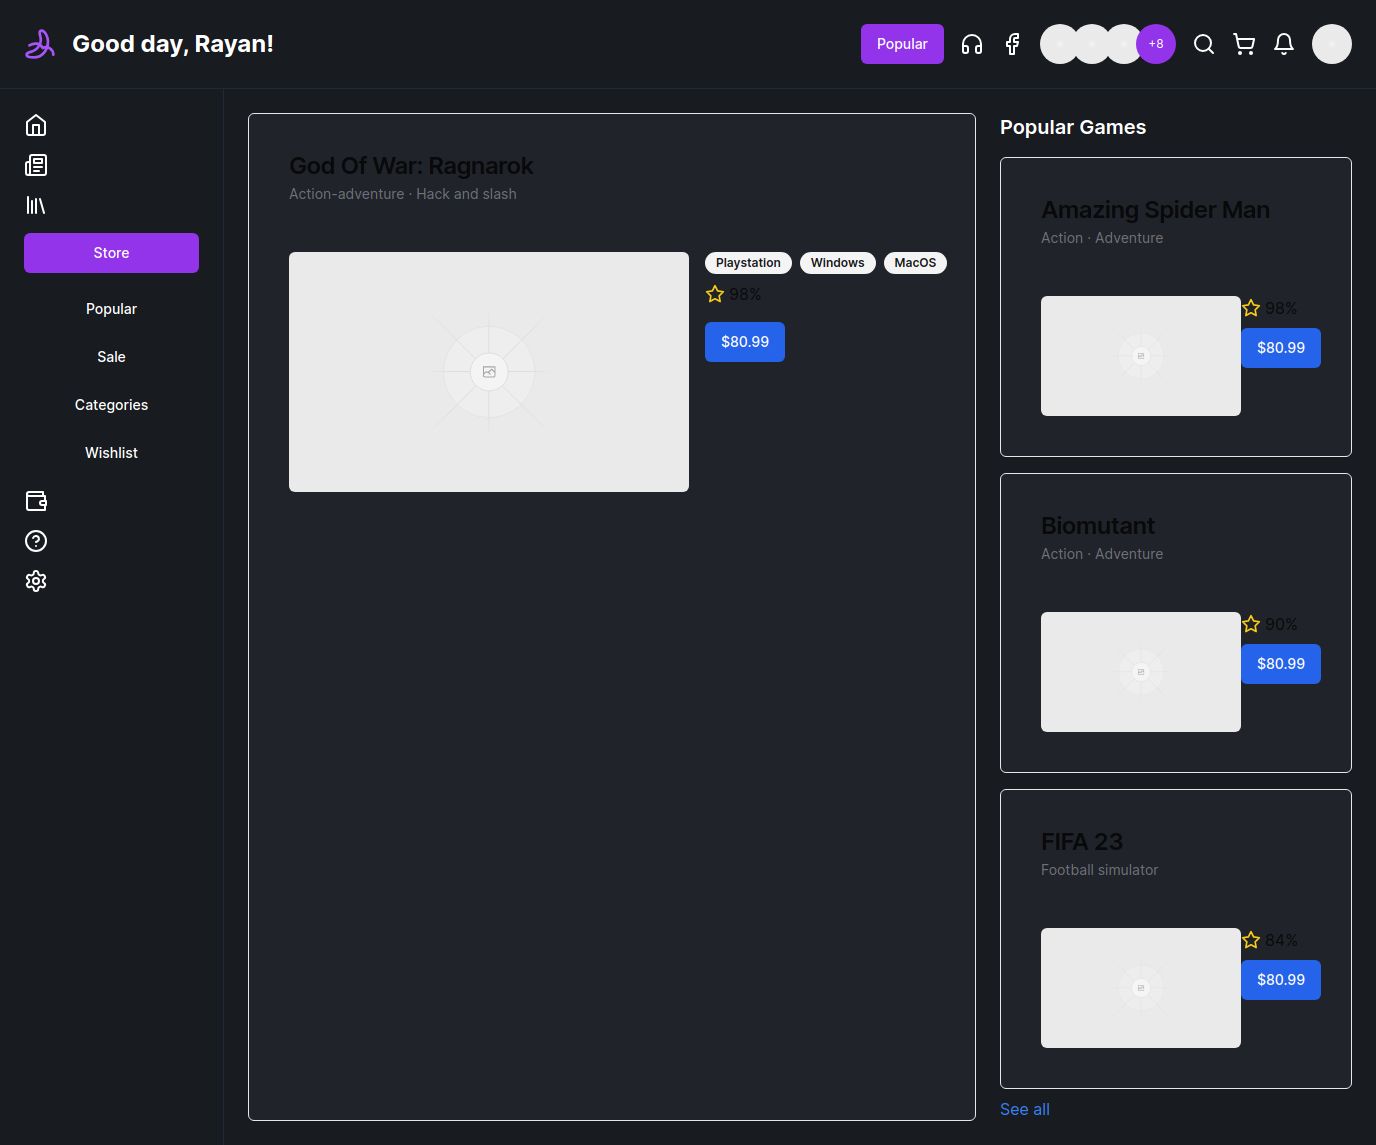 Good day, Rayan!
Popular
+8
Store
Popular
Sale
Categories
Wishlist
God Of War: Ragnarok
Action-adventure · Hack and slash
Playstation Windows MacOS
98%
$80.99
Popular Games
Amazing Spider Man
Action · Adventure
98%
$80.99
Biomutant
Action · Adventure
90%
$80.99
FIFA 23
Football simulator
84%
$80.99
See all